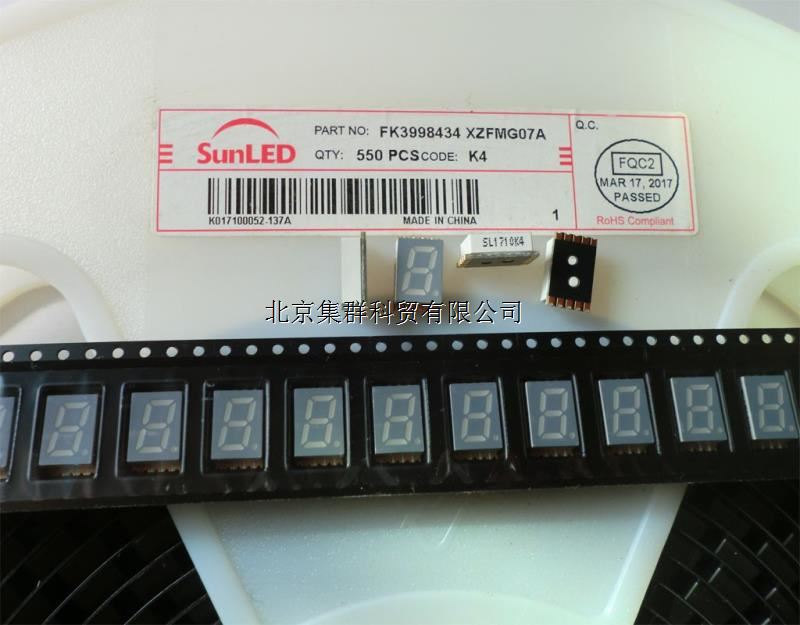 SunLED
PART NO: FK3998434 XZFMG07A
QTY: 550 PCS CODE: K4
K017100052-137A
MADE IN CHINA
1
Q.C.
FQC2
MAR 17, 2017
PASSED
RoHS Compliant
SL1710K4
北京集群科贸有限公司